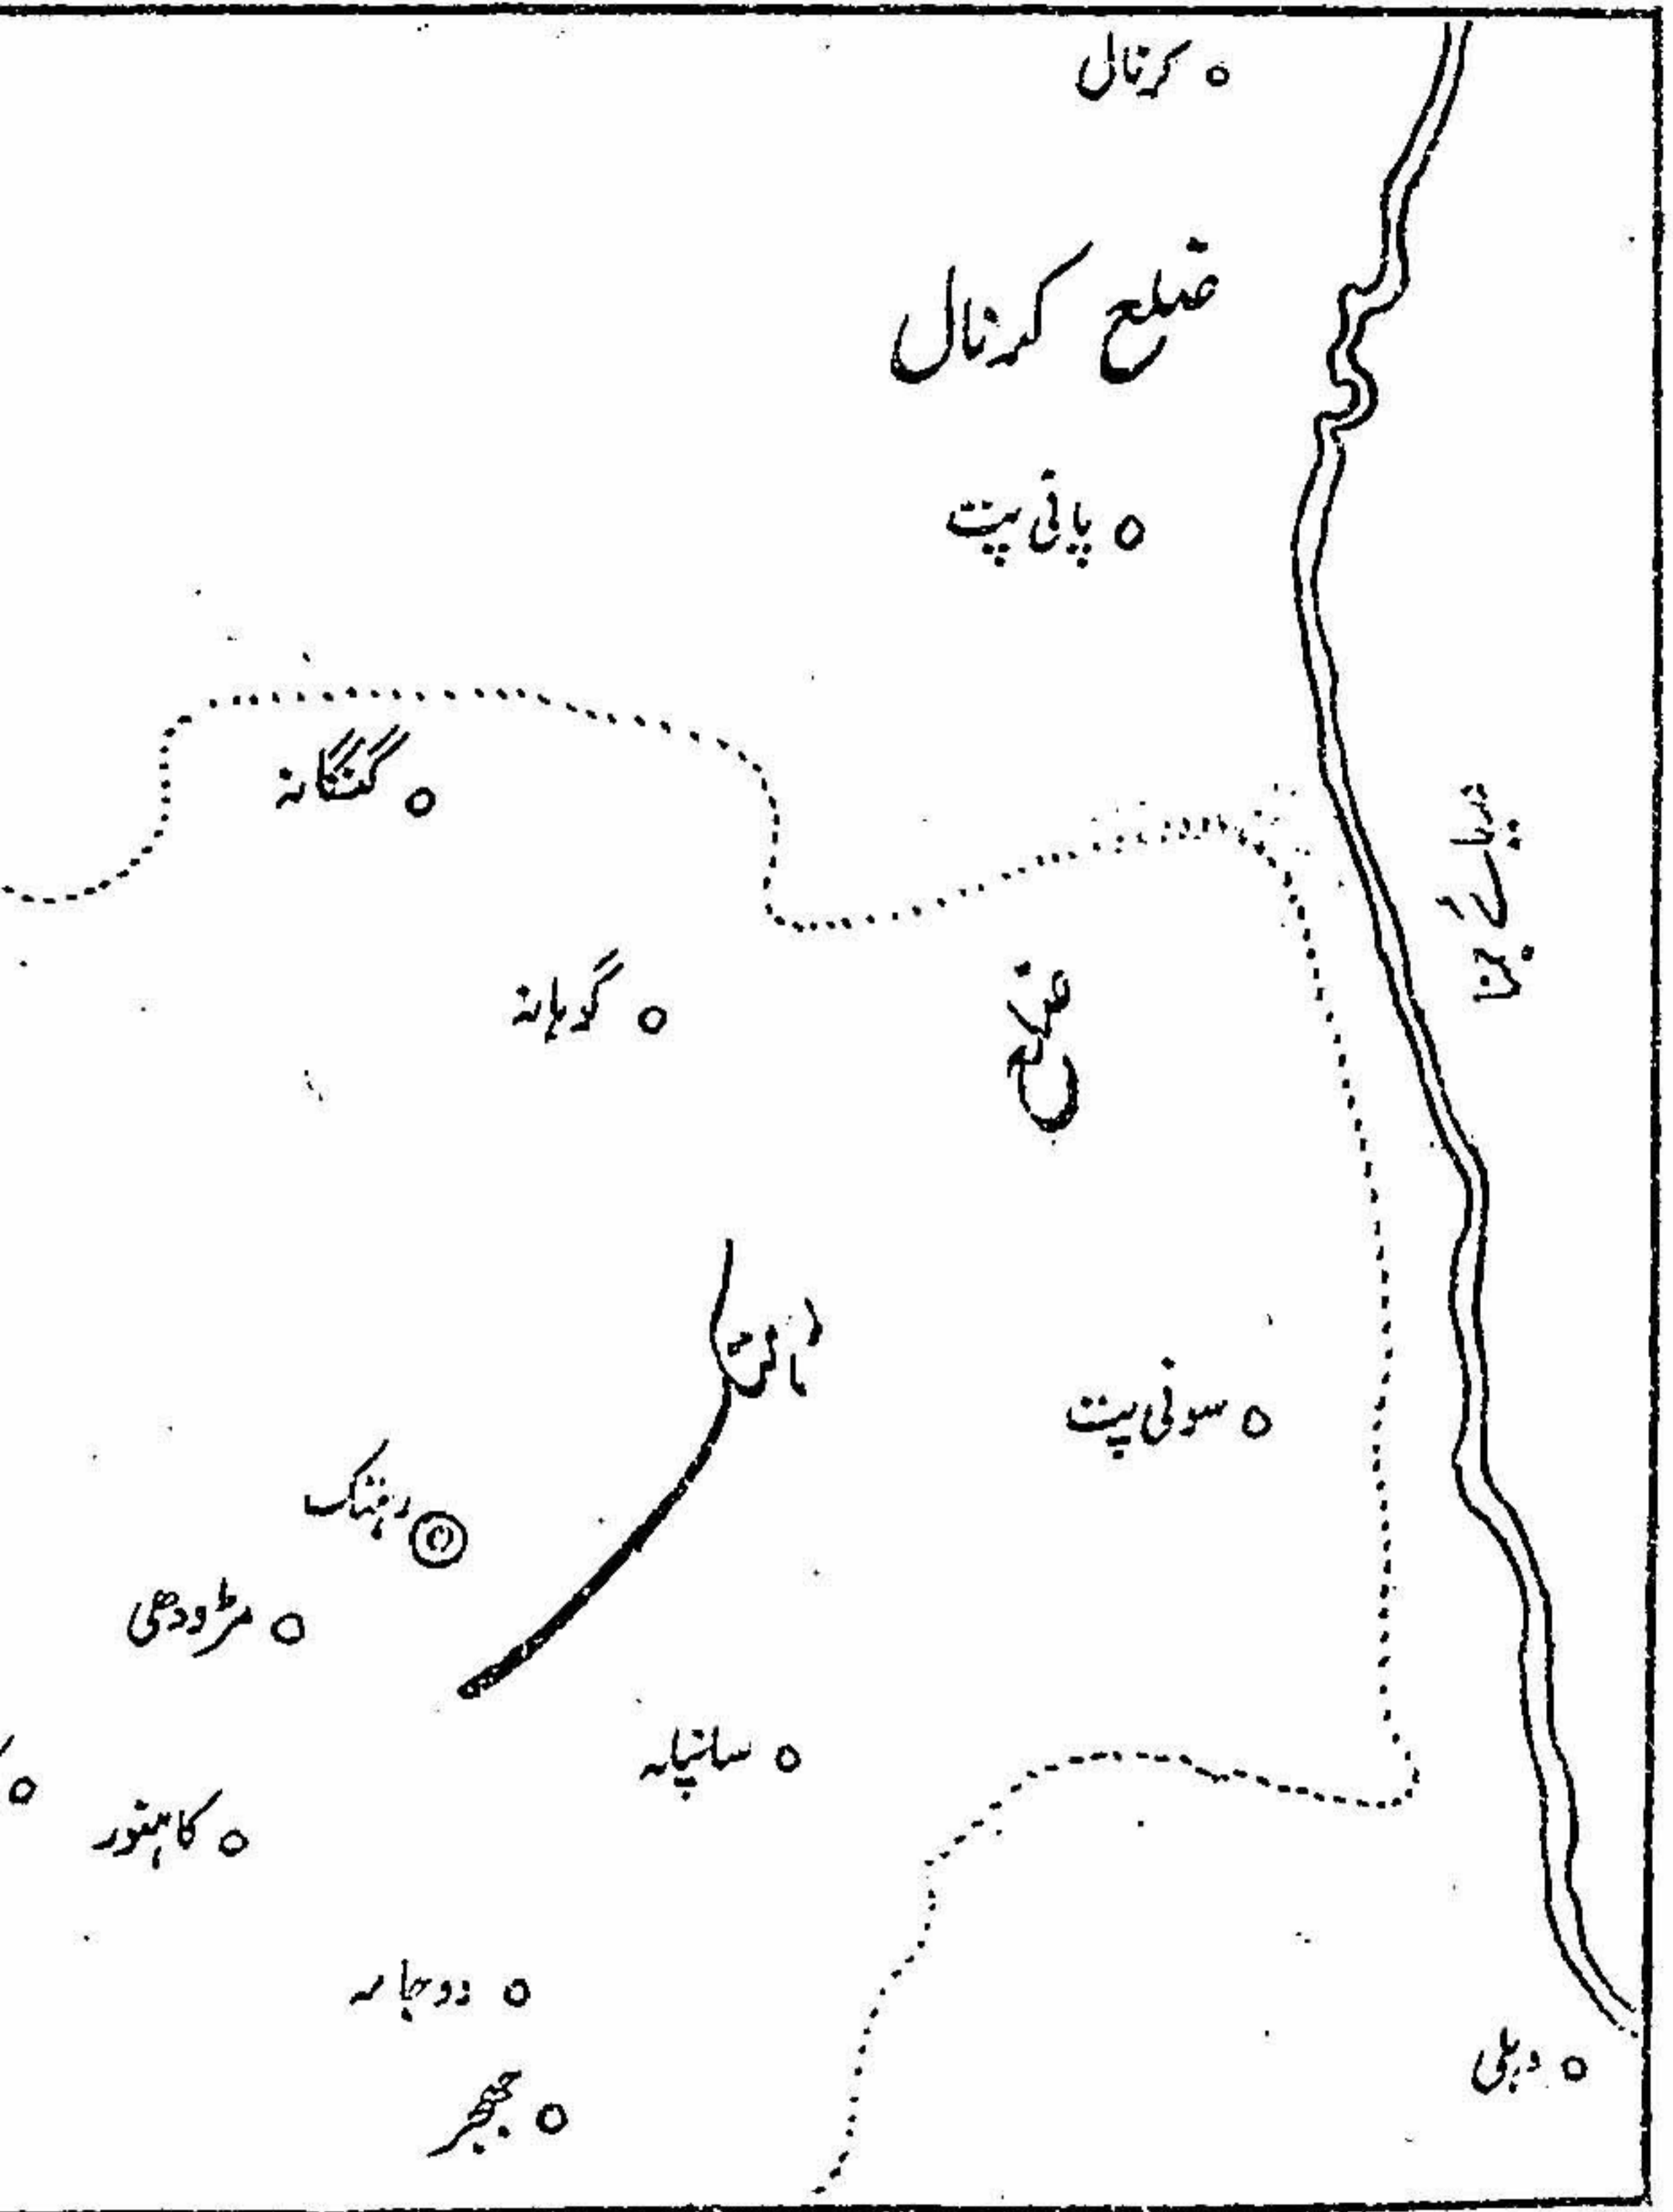 کرنال
ضلع کرنال
پانی پت
گنگانہ
دریائے جمنا
گوہانہ
ضلع
سونی پت
رہتک
مڑودھی
سانپلہ
کاہنور
دوجانہ
دہلی
جھجر